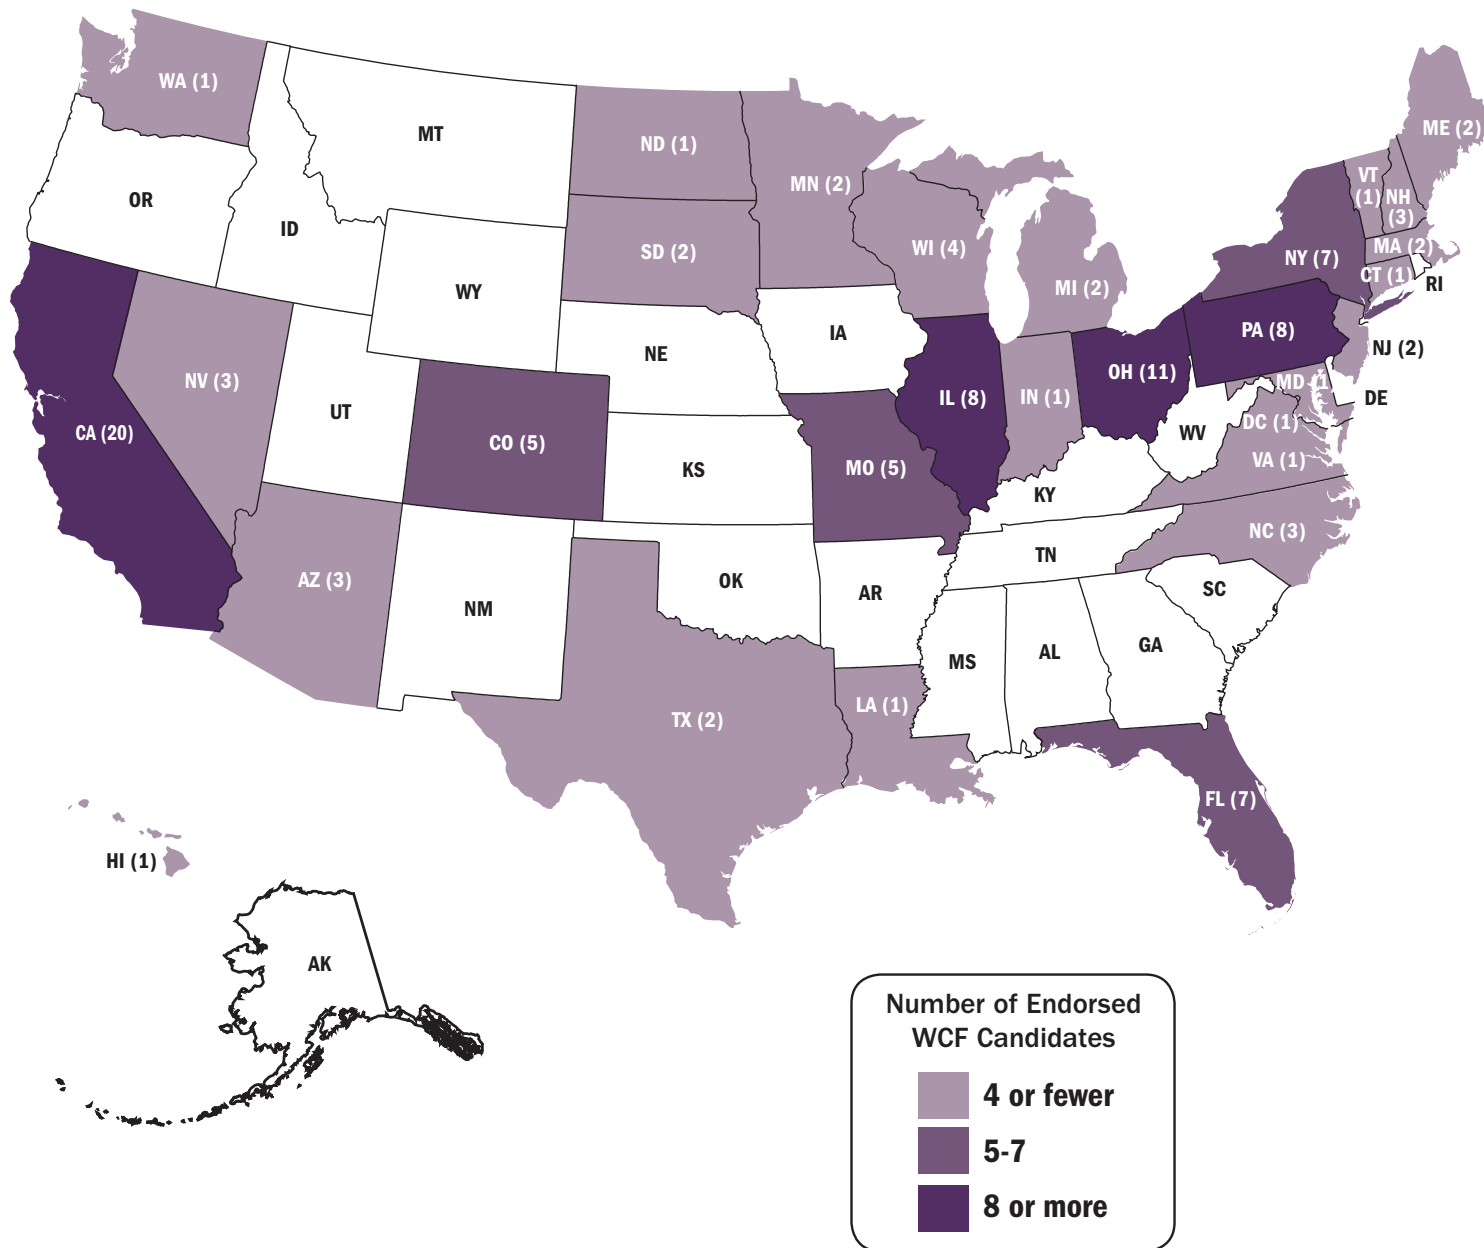 WA (1)
MT
ND (1)
ME (2)
OR
MN (2)
VT
(1)
NH
(3)
ID
SD (2)
WI (4)
MA (2)
NY (7)
CT (1)
RI
WY
MI (2)
IA
PA (8)
NE
NJ (2)
NV (3)
UT
IL (8)
IN (1)
OH (11)
MD (1
DE
CA (20)
CO (5)
KS
MO (5)
WV
DC (1)
VA (1)
KY
NC (3)
AZ (3)
NM
OK
AR
TN
SC
MS
AL
GA
TX (2)
LA (1)
FL (7)
HI (1)
AK
Number of Endorsed
WCF Candidates
4 or fewer
5-7
8 or more